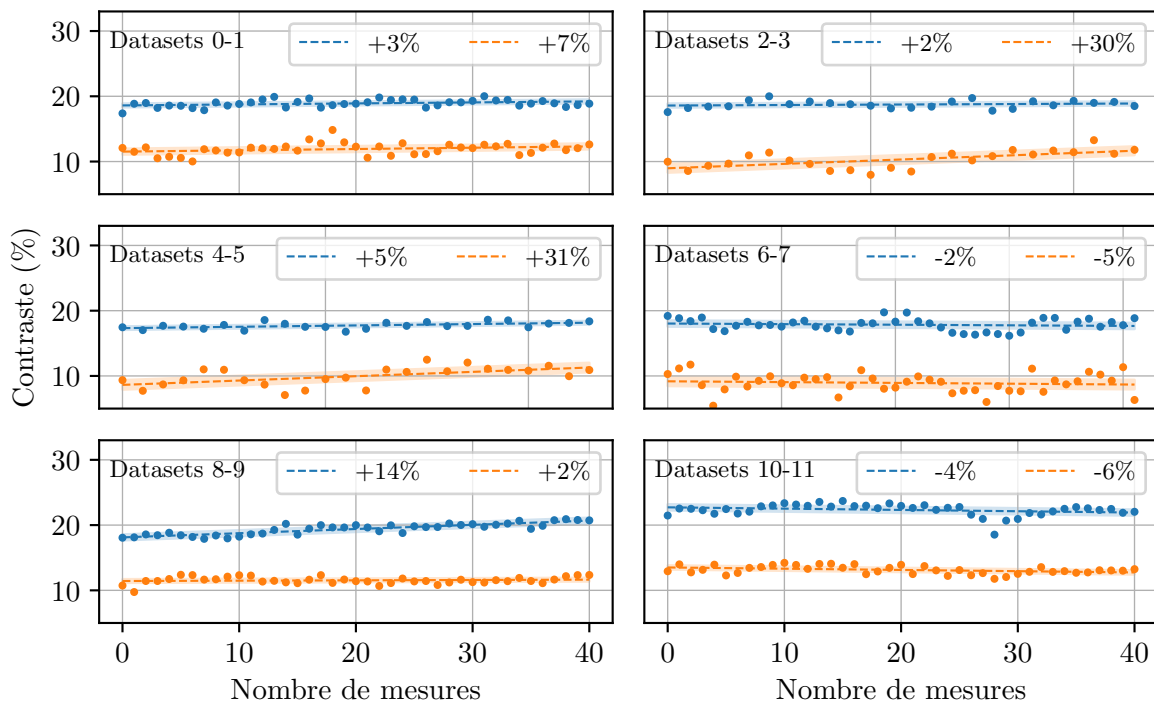 30
20
10
Datasets 0-1
+3%
+7%
Datasets 2-3
+2%
+30%
Contraste (%)
30
20
10
Datasets 4-5
+5%
+31%
Datasets 6-7
-2%
-5%
30
20
10
Datasets 8-9
+14%
+2%
Datasets 10-11
-4%
-6%
0 10 20 30 40
0 10 20 30 40
Nombre de mesures
Nombre de mesures